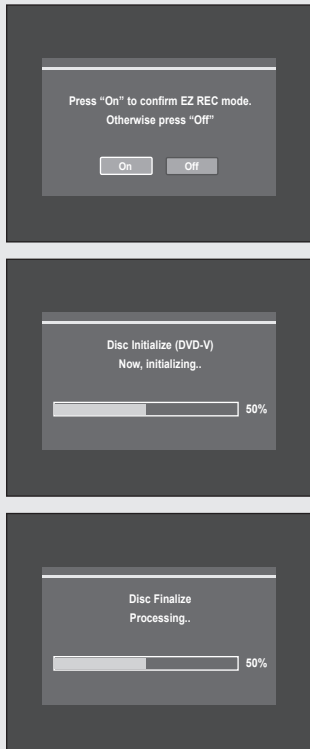 Press “On” to confirm EZ REC mode.
Otherwise press “Off”
On Off
Disc Initialize (DVD-V)
Now, initializing..
50%
Disc Finalize
Processing..
50%